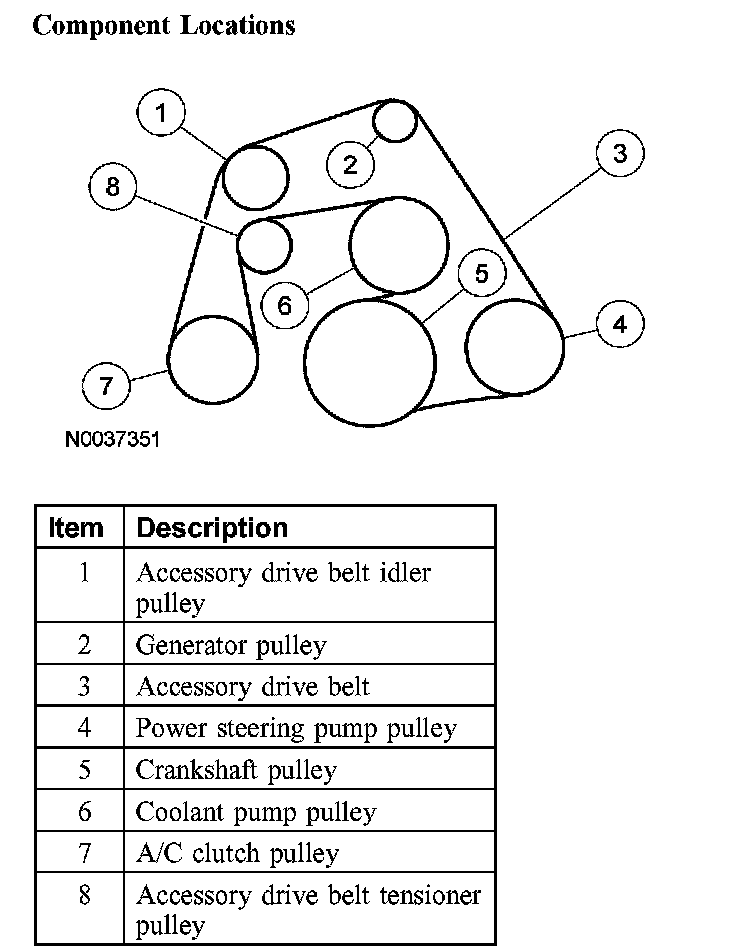 Component Locations
1
2
3
8
5
6
4
7
N0037351
Item Description
1 Accessory drive belt idler
pulley
2 Generator pulley
3 Accessory drive belt
4 Power steering pump pulley
5 Crankshaft pulley
6 Coolant pump pulley
7 A/C clutch pulley
8 Accessory drive belt tensioner
pulley